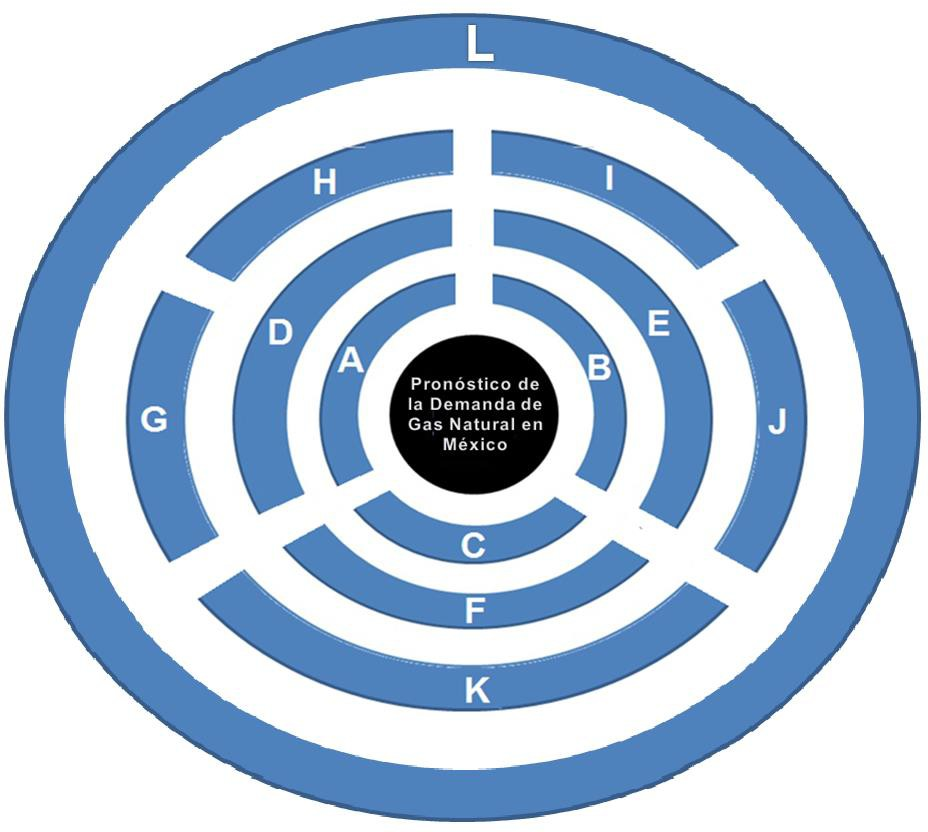 L
H
I
D
E
A
B
Pronóstico de
la Demanda de
Gas Natural en
México
G
J
C
F
K